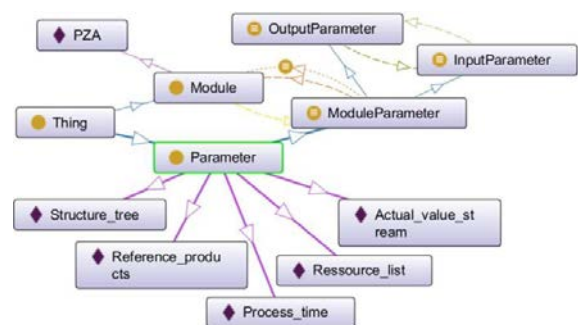 PZA
OutputParameter
InputParameter
Module
ModuleParameter
Thing
Parameter
Structure_tree
Actual_value_st
ream
Reference_produ
cts
Ressource_list
Process_time